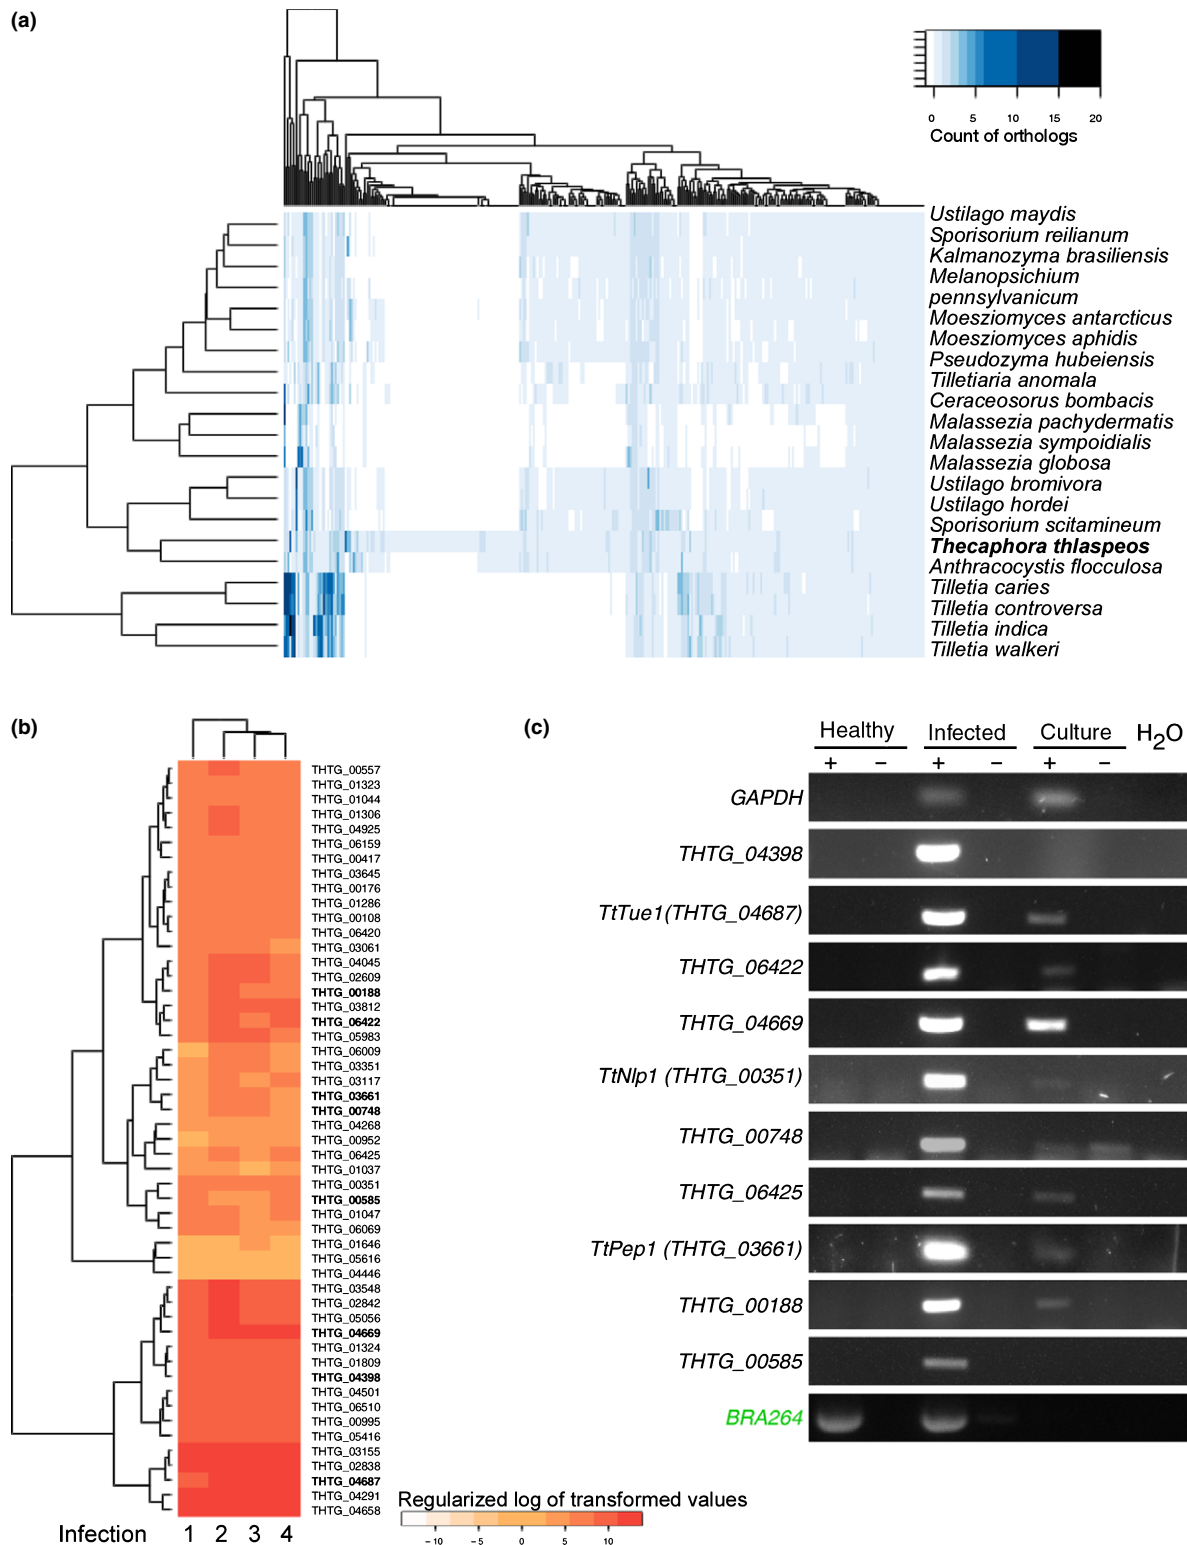 (a)
0 5 10 15 20
Count of orthologs
Ustilago maydis
Sporisorium reilianum
Kalmanozyma brasiliensis
Melanopsichium
pennsylvanicum
Moesziomyces antarcticus
Moesziomyces aphidis
Pseudozyma hubeiensis
Tilletiaria anomala
Ceraceosorus bombacis
Malassezia pachydermatis
Malassezia sympoidialis
Malassezia globosa
Ustilago bromivora
Ustilago hordei
Sporisorium scitamineum
Thecaphora thlaspeos
Anthracocystis flocculosa
Tilletia caries
Tilletia controversa
Tilletia indica
Tilletia walkeri
(b)
THTG_00557
THTG_01323
THTG_01044
THTG_01306
THTG_04925
THTG_06159
THTG_00417
THTG_03645
THTG_00176
THTG_01286
THTG_00108
THTG_06420
THTG_03061
THTG_04045
THTG_02609
THTG_00188
THTG_03812
THTG_06422
THTG_05983
THTG_06009
THTG_03351
THTG_03117
THTG_03661
THTG_00748
THTG_04268
THTG_00952
THTG_06425
THTG_01037
THTG_00351
THTG_00585
THTG_01047
THTG_06069
THTG_01646
THTG_05616
THTG_04446
THTG_03548
THTG_02842
THTG_05056
THTG_04669
THTG_01324
THTG_01809
THTG_04398
THTG_04501
THTG_06510
THTG_00995
THTG_05416
THTG_03155
THTG_02838
THTG_04687
THTG_04291
THTG_04658
Infection 1 2 3 4
Regularized log of transformed values
−10 −5 0 5 10
(c)
Healthy Infected Culture H2O
+ − + − + −
GAPDH
THTG_04398
TtTue1(THTG_04687)
THTG_06422
THTG_04669
TtNlp1 (THTG_00351)
THTG_00748
THTG_06425
TtPep1 (THTG_03661)
THTG_00188
THTG_00585
BRA264